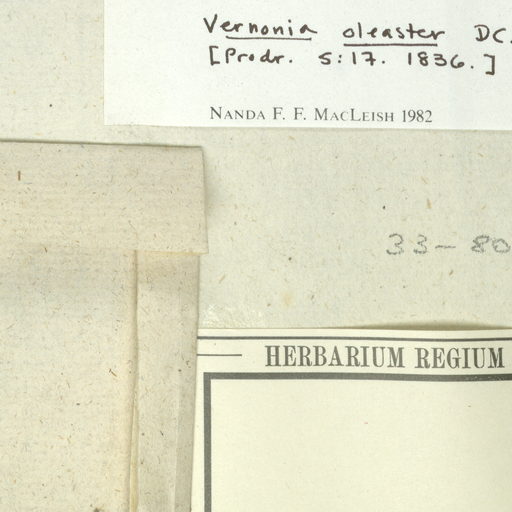 Vernonia oleaster DC.
[Prodr. 5:17. 1836.]
NANDA F. F. MACLEISH 1982
33-80
HERBARIUM REGIUM